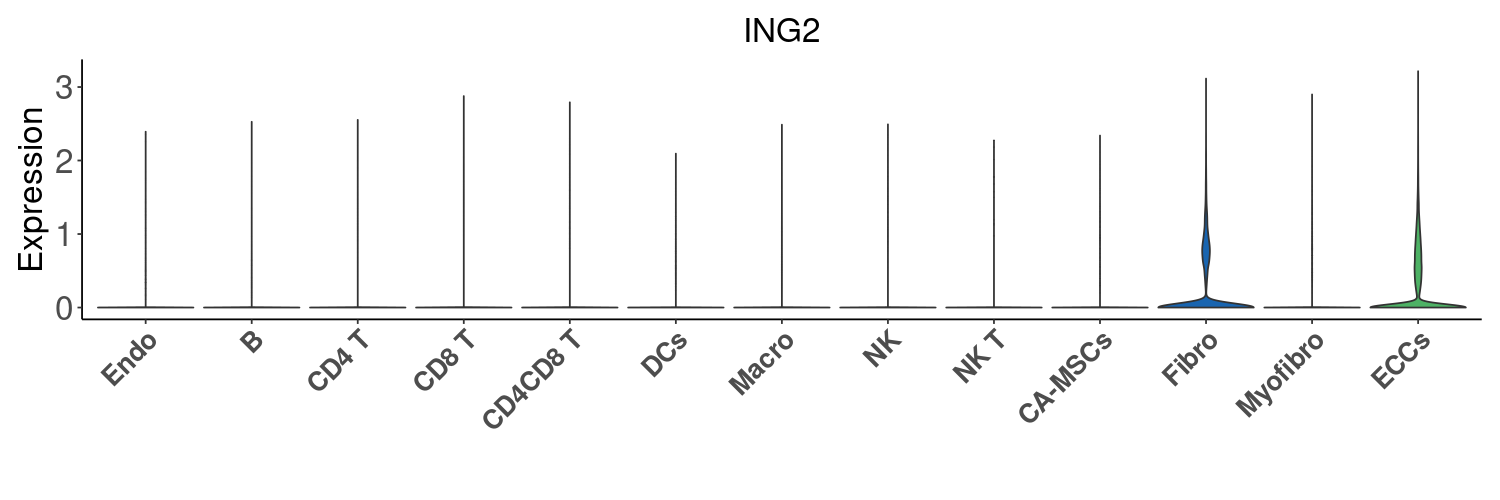 ING2
Expression
3
2
1
0
Endo
B
CD4 T
CD8 T
CD4CD8 T
DCs
Macro
NK
NK T
CA-MSCs
Fibro
Myofibro
ECCs